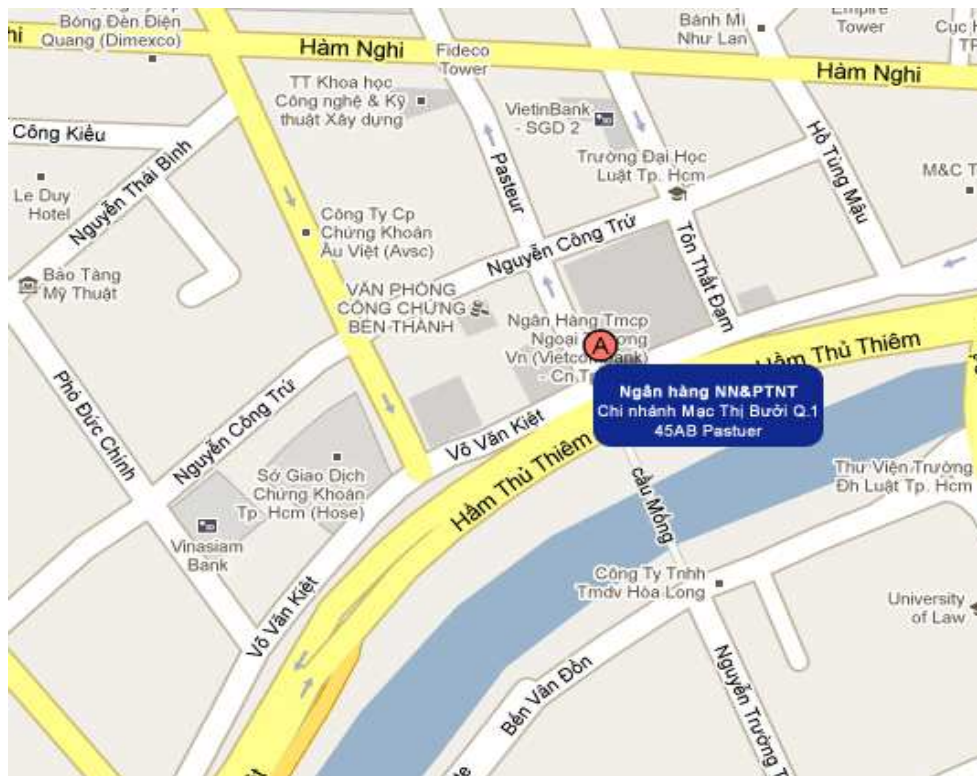 Bóng Đèn Điện
Quang (Dimexco)
Hàm Nghi
Fideco
Tower
Bánh Mì
Như Lan
Empire
Tower
Cục
Hàm Nghi
TT Khoa học
Công nghệ & Kỹ
thuật Xây dựng
VietinBank
- SGD 2
Công Kiều
Nguyễn Thái Bình
Pasteur
Trường Đại Học
Luật Tp. Hcm
Hồ Tùng Mậu
M&C
Le Duy
Hotel
Công Ty Cp
Chứng Khoán
Âu Việt (Avsc)
Nguyễn Công Trứ
Tôn Thất Đạm
Bảo Tàng
Mỹ Thuật
VĂN PHÒNG
CÔNG CHỨNG
BẾN THÀNH
Ngân Hàng Tmcp
Ngoại
Vn
- Cn
A
Hầm Thủ Thiêm
Ngân hàng NN&PTNT
Chi nhánh Mạc Thị Bưởi Q.1
45AB Pastuer
Phó Đức Chính
Nguyễn Công Trứ
Võ Văn Kiệt
Hầm Thủ Thiêm
Sở Giao Dịch
Chứng Khoán
Tp. Hcm (Hose)
cầu Mống
Thư Viện Trường
Đh Luật Tp. Hcm
Vinasiam
Bank
Công Ty Tnhh
Tmdv Hòa Long
University
of Law
Võ Văn Kiệt
Bến Vân Đồn
Nguyễn Trường